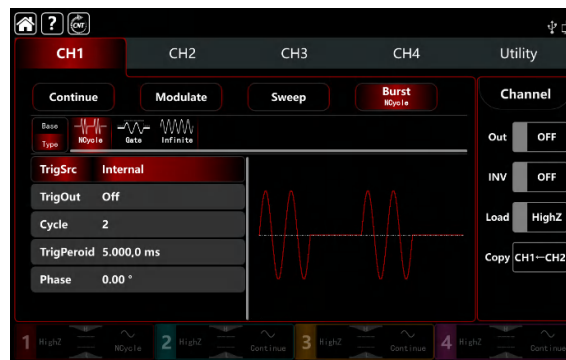 ? CNT
CH1 CH2 CH3 CH4 Utility
Continue Modulate Sweep Burst NCycle Channel
Base Type NCycle Gate Infinite
Out OFF
TrigSrc Internal
INV OFF
TrigOut Off
Load HighZ
Cycle 2
TrigPeroid 5.000,0 ms
Copy CH1←CH2
Phase 0.00 °
1 HighZ NCycle 2 HighZ Continue 3 HighZ Continue 4 HighZ Continue